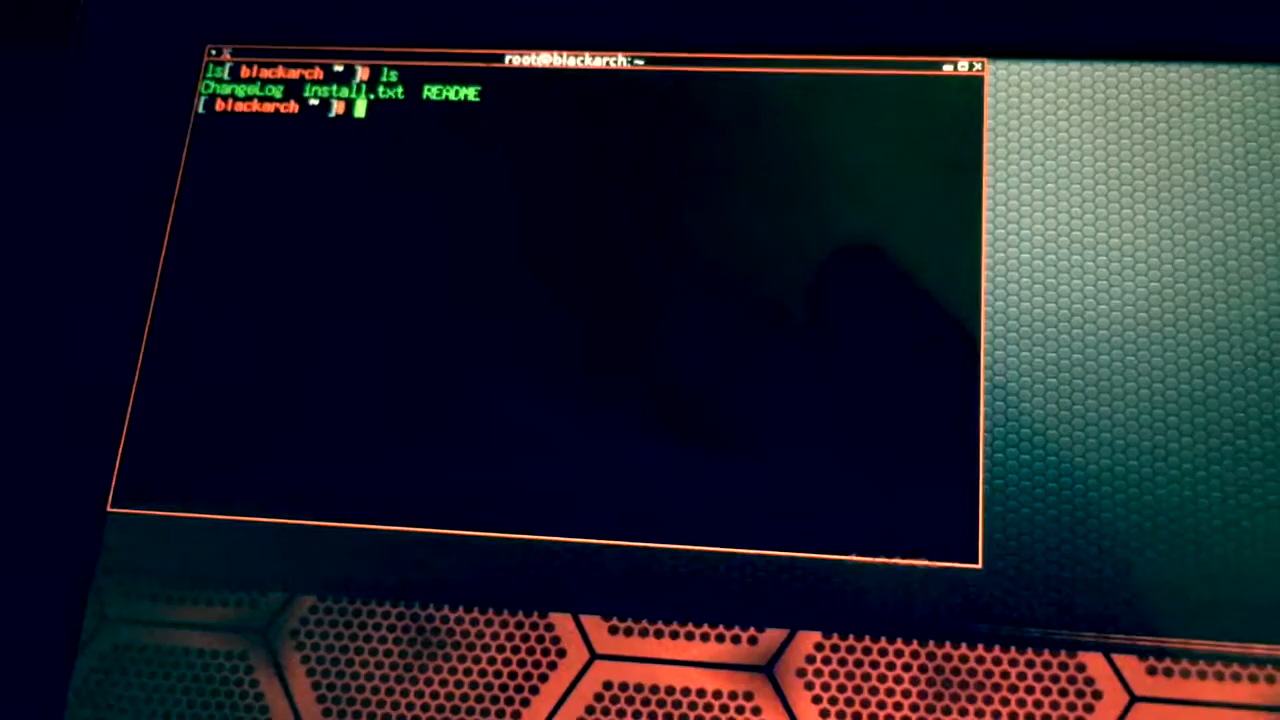 root@blackarch:~
ls[ blackarch ~ ]# ls
ChangeLog install.txt README
[ blackarch ~ ]#